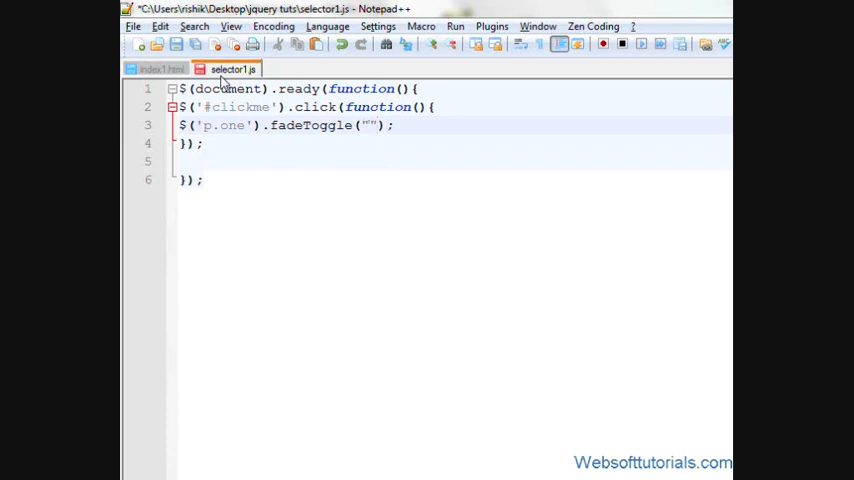 *C:\Users\rishik\Desktop\jquery tuts\selector1.js - Notepad++
File Edit Search View Encoding Language Settings Macro Run Plugins Window Zen Coding ?
index1.html selector1.js
1 $(document).ready(function(){
2 $('#clickme').click(function(){
3 $('p.one').fadeToggle("");
4 });
5
6 });
Websofttutorials.com